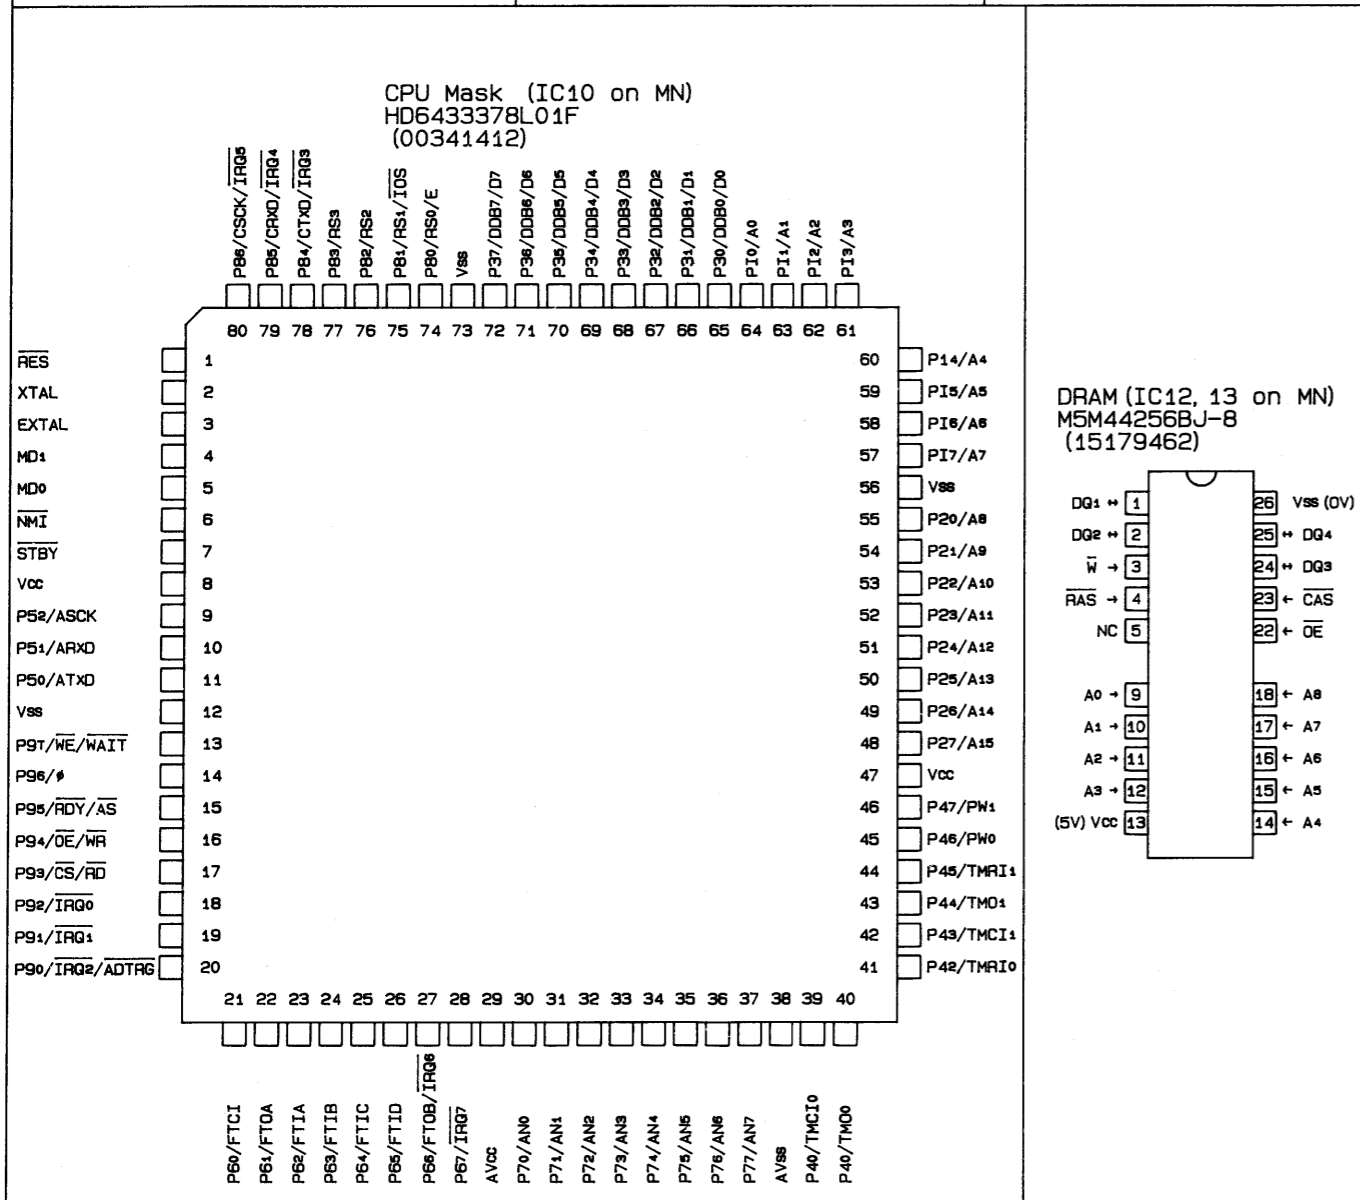 CPU Mask (IC10 on MN)
HD6433378L01F
(00341412)
P86/CSCK/IRQ5
P85/CRXD/IRQ4
P84/CTXD/IRQ3
P83/RS3
P82/RS2
P81/RS1/IOS
P80/RS0/E
VSS
P37/DDB7/D7
P36/DDB6/D6
P35/DDB5/D5
P34/DDB4/D4
P33/DDB3/D3
P32/DDB2/D2
P31/DDB1/D1
P30/DDB0/D0
PI0/A0
PI1/A1
PI2/A2
PI3/A3
80 79 78 77 76 75 74 73 72 71 70 69 68 67 66 65 64 63 62 61
RES 1
XTAL 2
EXTAL 3
MD1 4
MD0 5
NMI 6
STBY 7
VCC 8
P52/ASCK 9
P51/ARXD 10
P50/ATXD 11
VSS 12
P97/WE/WAIT 13
P96/ø 14
P95/RDY/AS 15
P94/OE/WR 16
P93/CS/RD 17
P92/IRQ0 18
P91/IRQ1 19
P90/IRQ2/ADTRG 20
60 P14/A4
59 PI5/A5
58 PI6/A6
57 PI7/A7
56 VSS
55 P20/A8
54 P21/A9
53 P22/A10
52 P23/A11
51 P24/A12
50 P25/A13
49 P26/A14
48 P27/A15
47 VCC
46 P47/PW1
45 P46/PW0
44 P45/TMRI1
43 P44/TMO1
42 P43/TMCI1
41 P42/TMRI0
21 22 23 24 25 26 27 28 29 30 31 32 33 34 35 36 37 38 39 40
P60/FTCI
P61/FTOA
P62/FTIA
P63/FTIB
P64/FTIC
P65/FTID
P66/FTOB/IRQ6
P67/IRQ7
AVCC
P70/AN0
P71/AN1
P72/AN2
P73/AN3
P74/AN4
P75/AN5
P76/AN6
P77/AN7
AVSS
P40/TMCI0
P40/TMO0
DRAM (IC12, 13 on MN)
M5M44256BJ-8
(15179462)
DQ1 ↔ 1 26 VSS (0V)
DQ2 ↔ 2 25 ↔ DQ4
W → 3 24 ↔ DQ3
RAS → 4 23 ← CAS
NC 5 22 ← OE
A0 → 9 18 ← A8
A1 → 10 17 ← A7
A2 → 11 16 ← A6
A3 → 12 15 ← A5
(5V) VCC 13 14 ← A4